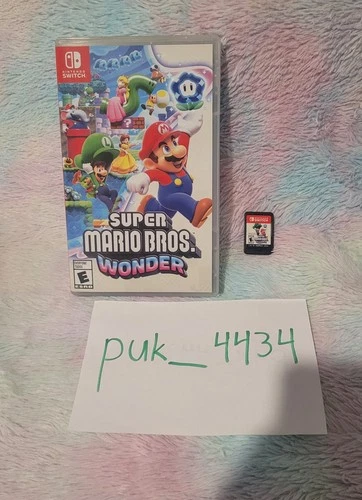 NINTENDO
SWITCH
SUPER
MARIO BROS.
WONDER
E
puk_4434